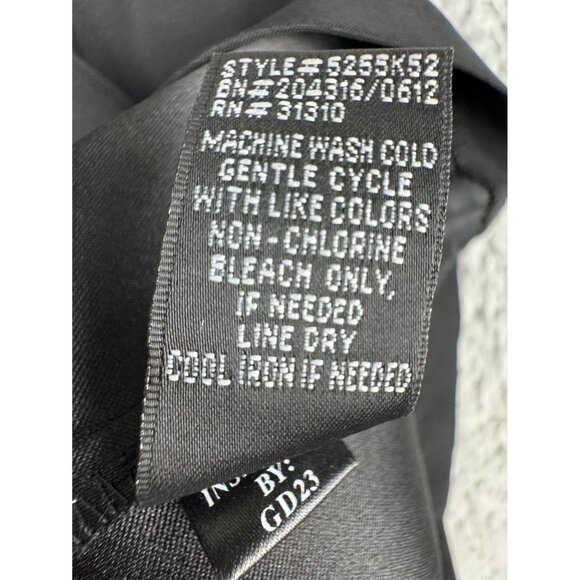 STYLE# 5255K52
BN# 204316/0612
RN# 31310
MACHINE WASH COLD
GENTLE CYCLE
WITH LIKE COLORS
NON-CHLORINE
BLEACH ONLY,
IF NEEDED
LINE DRY
COOL IRON IF NEEDED
BY:
GD23